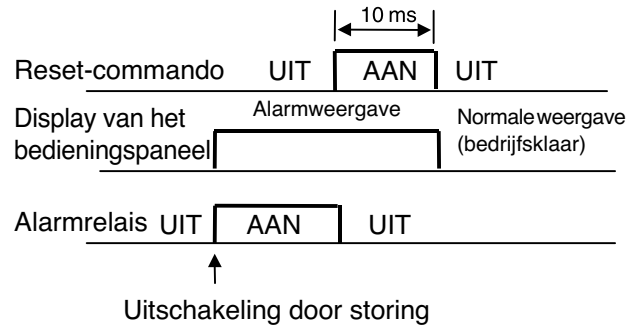 10 ms
Reset-commando UIT AAN UIT
Display van het bedieningspaneel
Alarmweergave
Normale weergave (bedrijfsklaar)
Alarmrelais UIT AAN UIT
Uitschakeling door storing